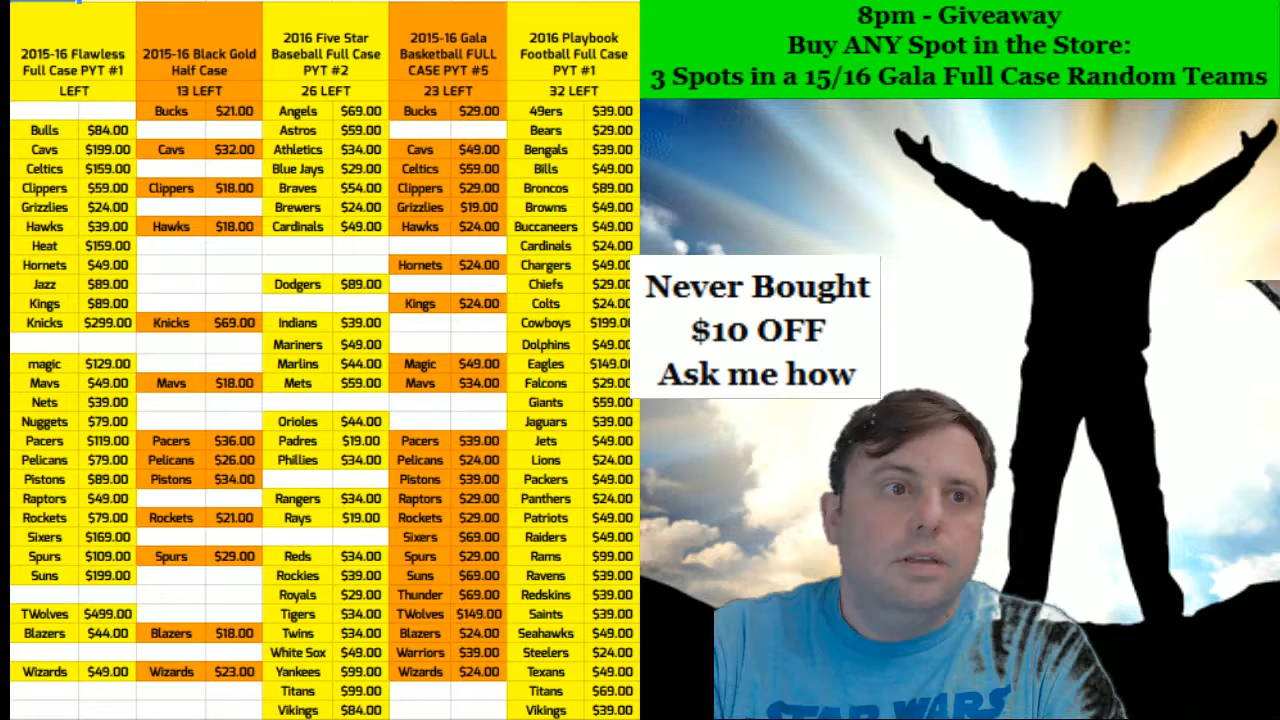 2015-16 Flawless Full Case PYT #1 2015-16 Black Gold Half Case 2016 Five Star Baseball Full Case PYT #2 2015-16 Gala Basketball FULL CASE PYT #5 2016 Playbook Football Full Case PYT #1
LEFT 13 LEFT 26 LEFT 23 LEFT 32 LEFT
Bucks $21.00 Angels $69.00 Bucks $29.00 49ers $39.00
Bulls $84.00 Astros $59.00 Bears $29.00
Cavs $199.00 Cavs $32.00 Athletics $34.00 Cavs $49.00 Bengals $39.00
Celtics $159.00 Blue Jays $29.00 Celtics $59.00 Bills $49.00
Clippers $59.00 Clippers $18.00 Braves $54.00 Clippers $29.00 Broncos $89.00
Grizzlies $24.00 Brewers $24.00 Grizzlies $19.00 Browns $49.00
Hawks $39.00 Hawks $18.00 Cardinals $49.00 Hawks $24.00 Buccaneers $49.00
Heat $159.00 Cardinals $24.00
Hornets $49.00 Hornets $24.00 Chargers $49.00
Jazz $89.00 Dodgers $89.00 Chiefs $29.00
Kings $89.00 Kings $24.00 Colts $24.00
Knicks $299.00 Knicks $69.00 Indians $39.00 Cowboys $199.00
Mariners $49.00 Dolphins $49.00
magic $129.00 Marlins $44.00 Magic $49.00 Eagles $149.00
Mavs $49.00 Mavs $18.00 Mets $59.00 Mavs $34.00 Falcons $29.00
Nets $39.00 Giants $59.00
Nuggets $79.00 Orioles $44.00 Jaguars $39.00
Pacers $119.00 Pacers $36.00 Padres $19.00 Pacers $39.00 Jets $49.00
Pelicans $79.00 Pelicans $26.00 Phillies $34.00 Pelicans $24.00 Lions $24.00
Pistons $89.00 Pistons $34.00 Pistons $39.00 Packers $49.00
Raptors $49.00 Rangers $34.00 Raptors $29.00 Panthers $24.00
Rockets $79.00 Rockets $21.00 Rays $19.00 Rockets $29.00 Patriots $49.00
Sixers $169.00 Sixers $69.00 Raiders $49.00
Spurs $109.00 Spurs $29.00 Reds $34.00 Spurs $29.00 Rams $99.00
Suns $199.00 Rockies $39.00 Suns $69.00 Ravens $39.00
Royals $29.00 Thunder $69.00 Redskins $39.00
TWolves $499.00 Tigers $34.00 TWolves $149.00 Saints $39.00
Blazers $44.00 Blazers $18.00 Twins $34.00 Blazers $24.00 Seahawks $49.00
White Sox $49.00 Warriors $39.00 Steelers $24.00
Wizards $49.00 Wizards $23.00 Yankees $99.00 Wizards $24.00 Texans $49.00
Titans $99.00 Titans $69.00
Vikings $84.00 Vikings $39.00
8pm - Giveaway
Buy ANY Spot in the Store:
3 Spots in a 15/16 Gala Full Case Random Teams
Never Bought
$10 OFF
Ask me how
STAR WARS